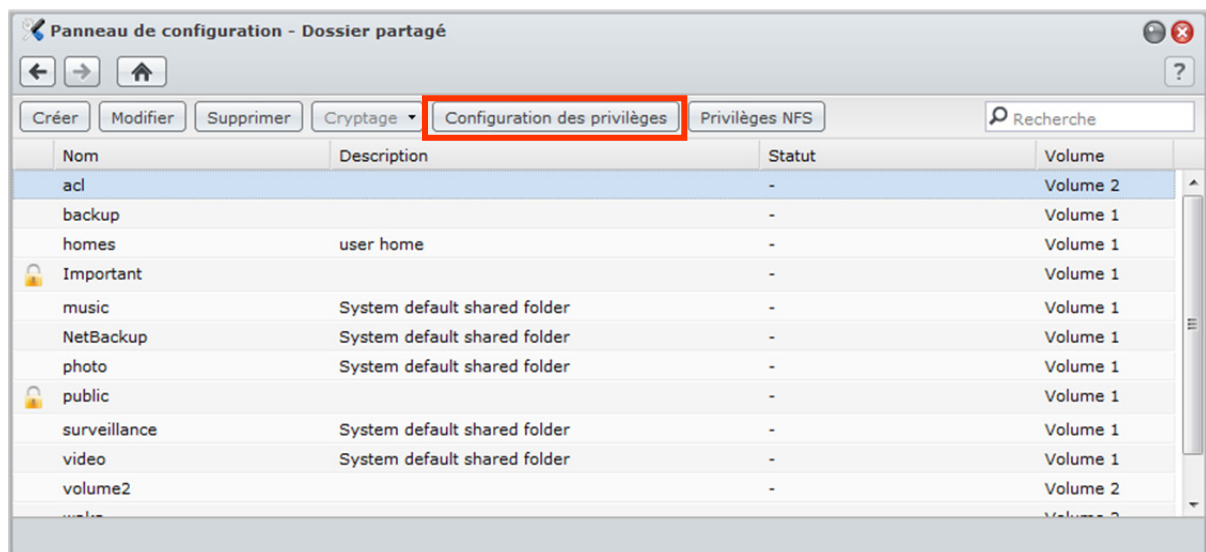 Panneau de configuration - Dossier partagé
?
Créer Modifier Supprimer Cryptage Configuration des privilèges Privilèges NFS Recherche
Nom Description Statut Volume
acl - Volume 2
backup - Volume 1
homes user home - Volume 1
Important - Volume 1
music System default shared folder - Volume 1
NetBackup System default shared folder - Volume 1
photo System default shared folder - Volume 1
public - Volume 1
surveillance System default shared folder - Volume 1
video System default shared folder - Volume 1
volume2 - Volume 2